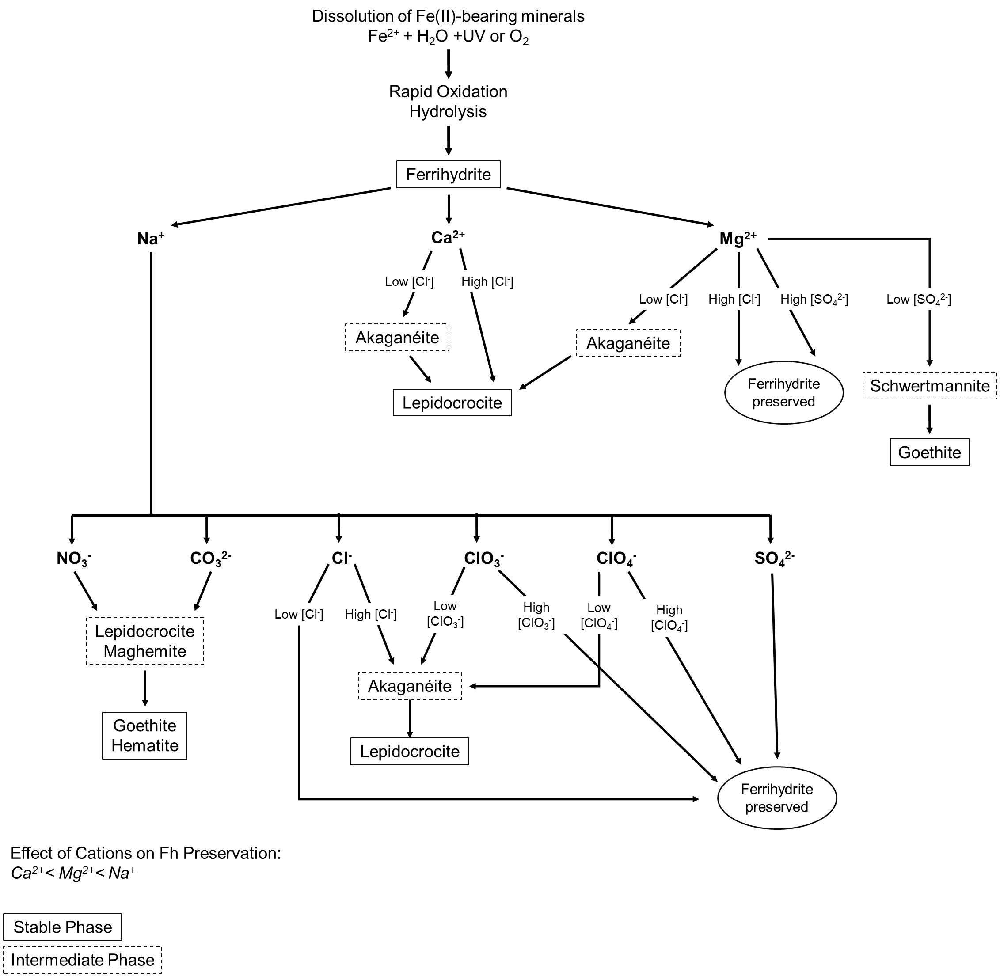 Dissolution of Fe(II)-bearing minerals
Fe²⁺ + H₂O +UV or O₂
Rapid Oxidation
Hydrolysis
Ferrihydrite
Na⁺
Ca²⁺
Mg²⁺
Low [Cl⁻]
High [Cl⁻]
Low [Cl⁻]
High [Cl⁻]
High [SO₄²⁻]
Low [SO₄²⁻]
Akaganéite
Akaganéite
Lepidocrocite
Ferrihydrite
preserved
Schwertmannite
Goethite
NO₃⁻
CO₃²⁻
Cl⁻
ClO₃⁻
ClO₄⁻
SO₄²⁻
Low [Cl⁻]
High [Cl⁻]
Low
[ClO₃⁻]
High
[ClO₃⁻]
Low
[ClO₄⁻]
High
[ClO₄⁻]
Lepidocrocite
Maghemite
Akaganéite
Goethite
Hematite
Lepidocrocite
Ferrihydrite
preserved
Effect of Cations on Fh Preservation:
Ca²⁺< Mg²⁺< Na⁺
Stable Phase
Intermediate Phase